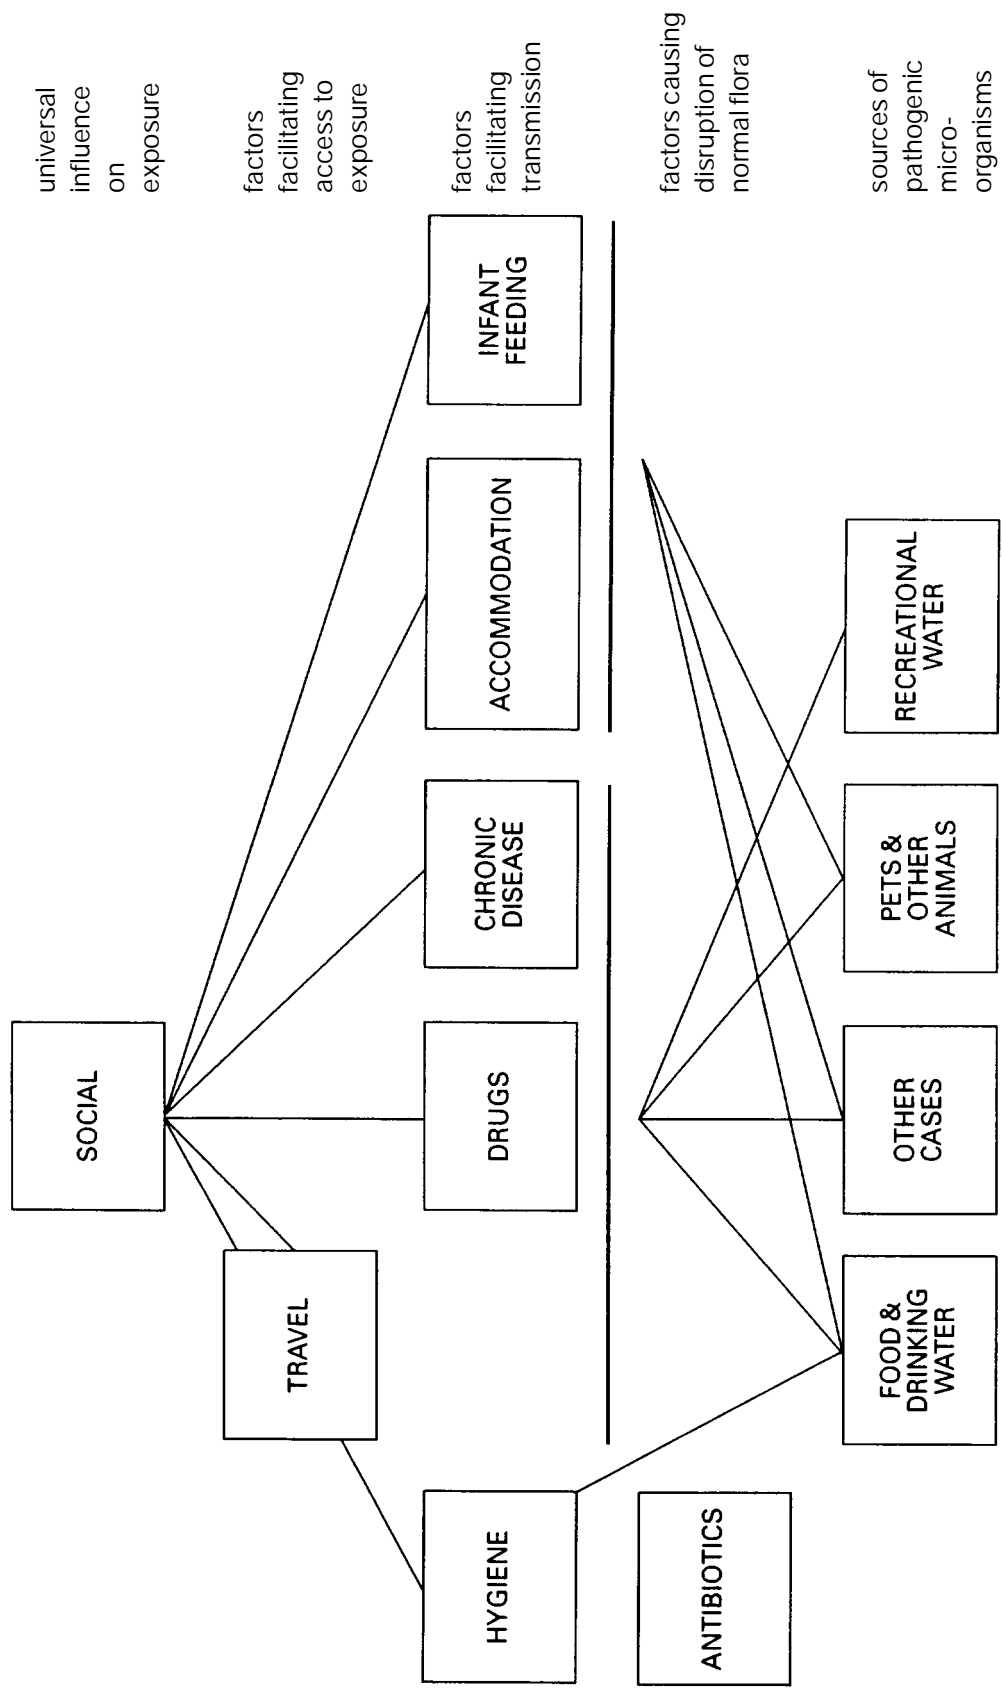 SOCIAL
universal
influence
on
exposure
TRAVEL
factors
facilitating
access to
exposure
HYGIENE
DRUGS
CHRONIC
DISEASE
ACCOMMODATION
INFANT
FEEDING
factors
facilitating
transmission
ANTIBIOTICS
factors causing
disruption of
normal flora
FOOD &
DRINKING
WATER
OTHER
CASES
PETS &
OTHER
ANIMALS
RECREATIONAL
WATER
sources of
pathogenic
micro-
organisms